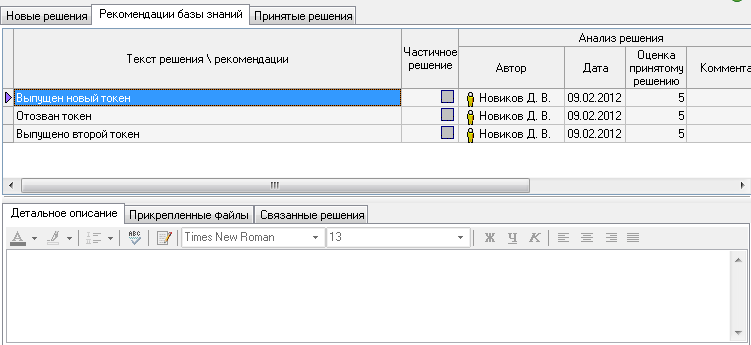 Новые решения Рекомендации базы знаний Принятые решения
Текст решения \ рекомендации Частичное решение Анализ решения
Автор Дата Оценка принятому решению Коммента
Выпущен новый токен Новиков Д. В. 09.02.2012 5
Отозван токен Новиков Д. В. 09.02.2012 5
Выпущено второй токен Новиков Д. В. 09.02.2012 5
Детальное описание Прикрепленные файлы Связанные решения
A ABC Times New Roman 13 Ж Ч К